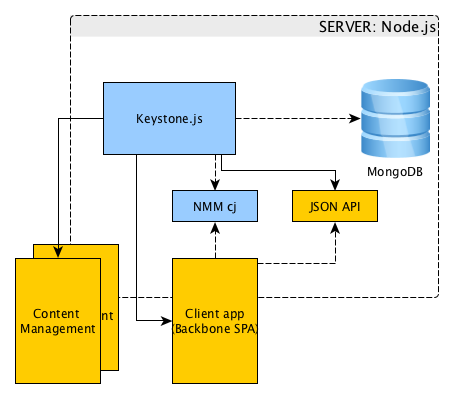 SERVER: Node.js
Keystone.js
MongoDB
NMM cj
JSON API
Content
Management
nt
Client app
(Backbone SPA)